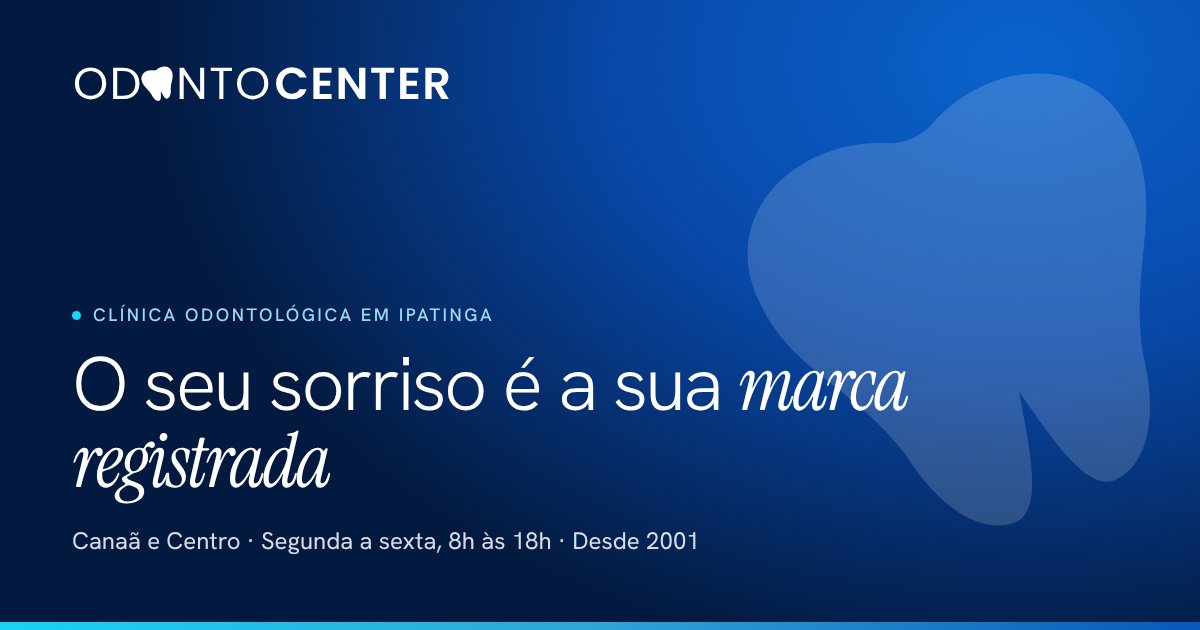 ODONTOCENTER
CLÍNICA ODONTOLÓGICA EM IPATINGA
O seu sorriso é a sua marca
registrada
Canaã e Centro · Segunda a sexta, 8h às 18h · Desde 2001